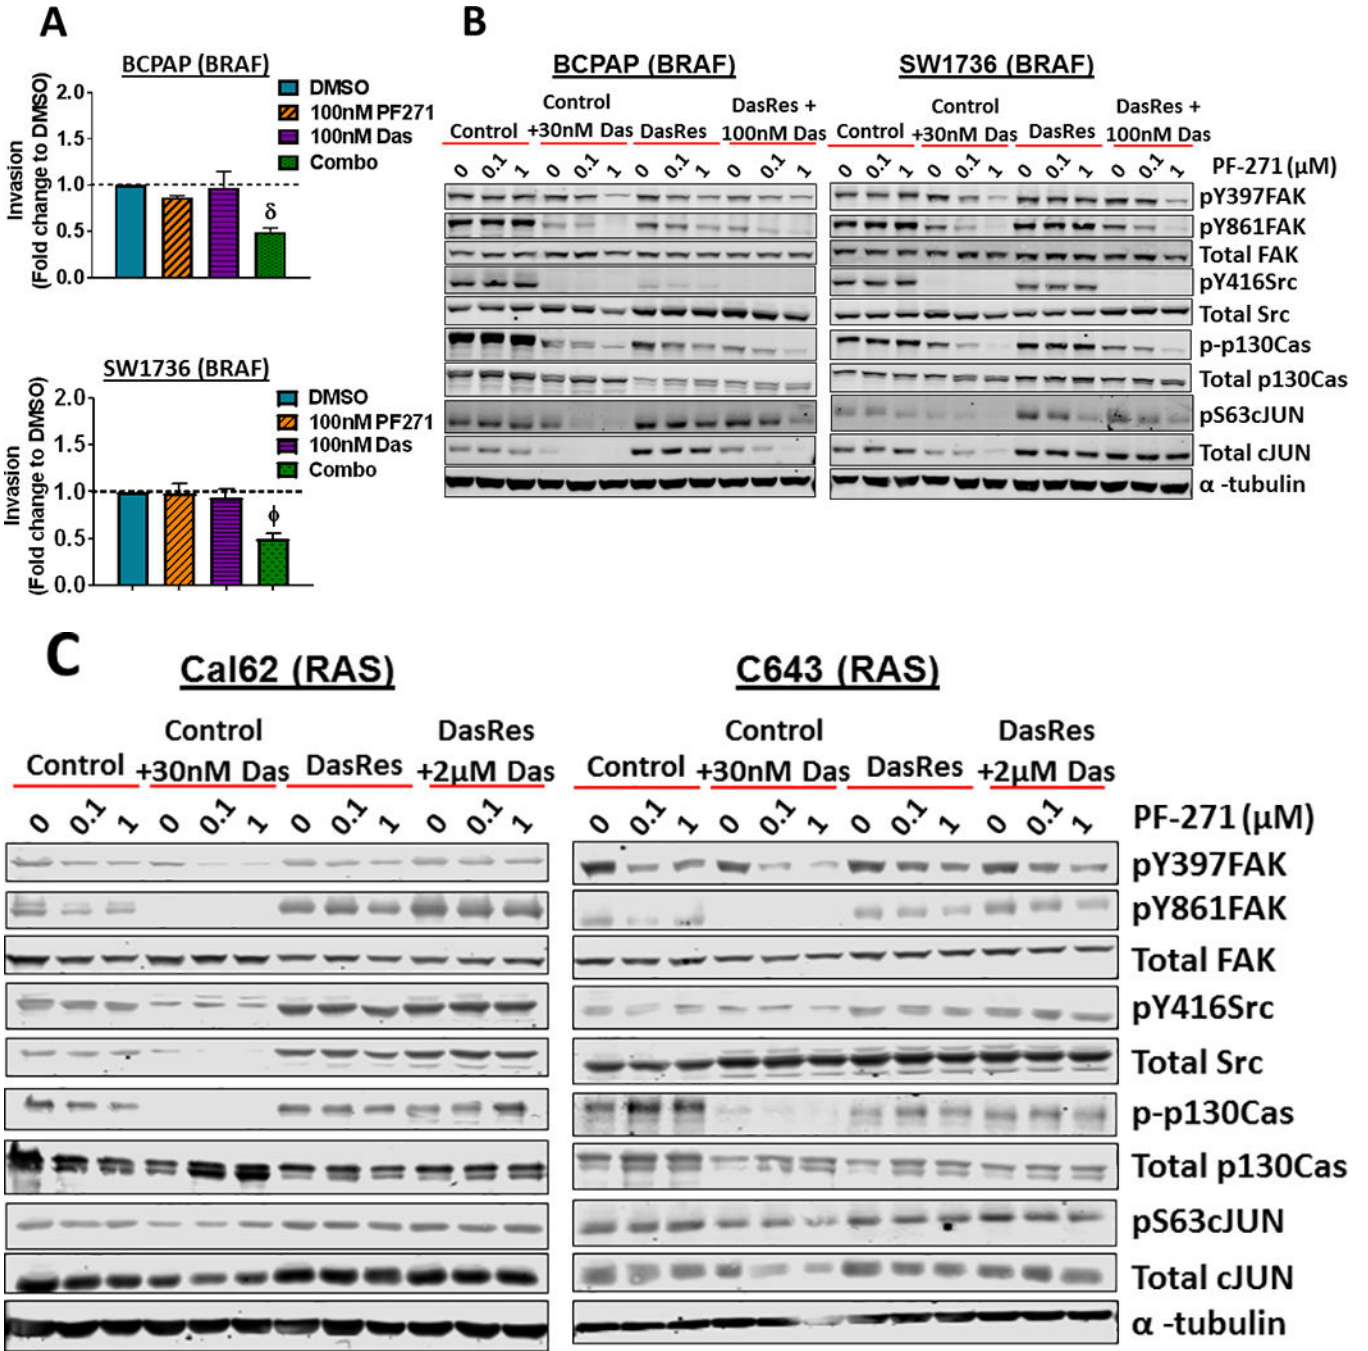 A
BCPAP (BRAF)
Invasion
(Fold change to DMSO)
2.0
1.5
1.0
0.5
0.0
DMSO
100nM PF271
100nM Das
Combo
δ
SW1736 (BRAF)
Invasion
(Fold change to DMSO)
2.0
1.5
1.0
0.5
0.0
DMSO
100nM PF271
100nM Das
Combo
ϕ
B
BCPAP (BRAF)
SW1736 (BRAF)
Control
Control
+30nM Das
DasRes
DasRes +
100nM Das
Control
Control
+30nM Das
DasRes
DasRes +
100nM Das
0 0.1 1 0 0.1 1 0 0.1 1 0 0.1 1
0 0.1 1 0 0.1 1 0 0.1 1 0 0.1 1
PF-271 (µM)
pY397FAK
pY861FAK
Total FAK
pY416Src
Total Src
p-p130Cas
Total p130Cas
pS63cJUN
Total cJUN
α -tubulin
C
Cal62 (RAS)
C643 (RAS)
Control
Control
+30nM Das
DasRes
DasRes
+2µM Das
Control
Control
+30nM Das
DasRes
DasRes
+2µM Das
0 0.1 1 0 0.1 1 0 0.1 1 0 0.1 1
0 0.1 1 0 0.1 1 0 0.1 1 0 0.1 1
PF-271 (µM)
pY397FAK
pY861FAK
Total FAK
pY416Src
Total Src
p-p130Cas
Total p130Cas
pS63cJUN
Total cJUN
α -tubulin